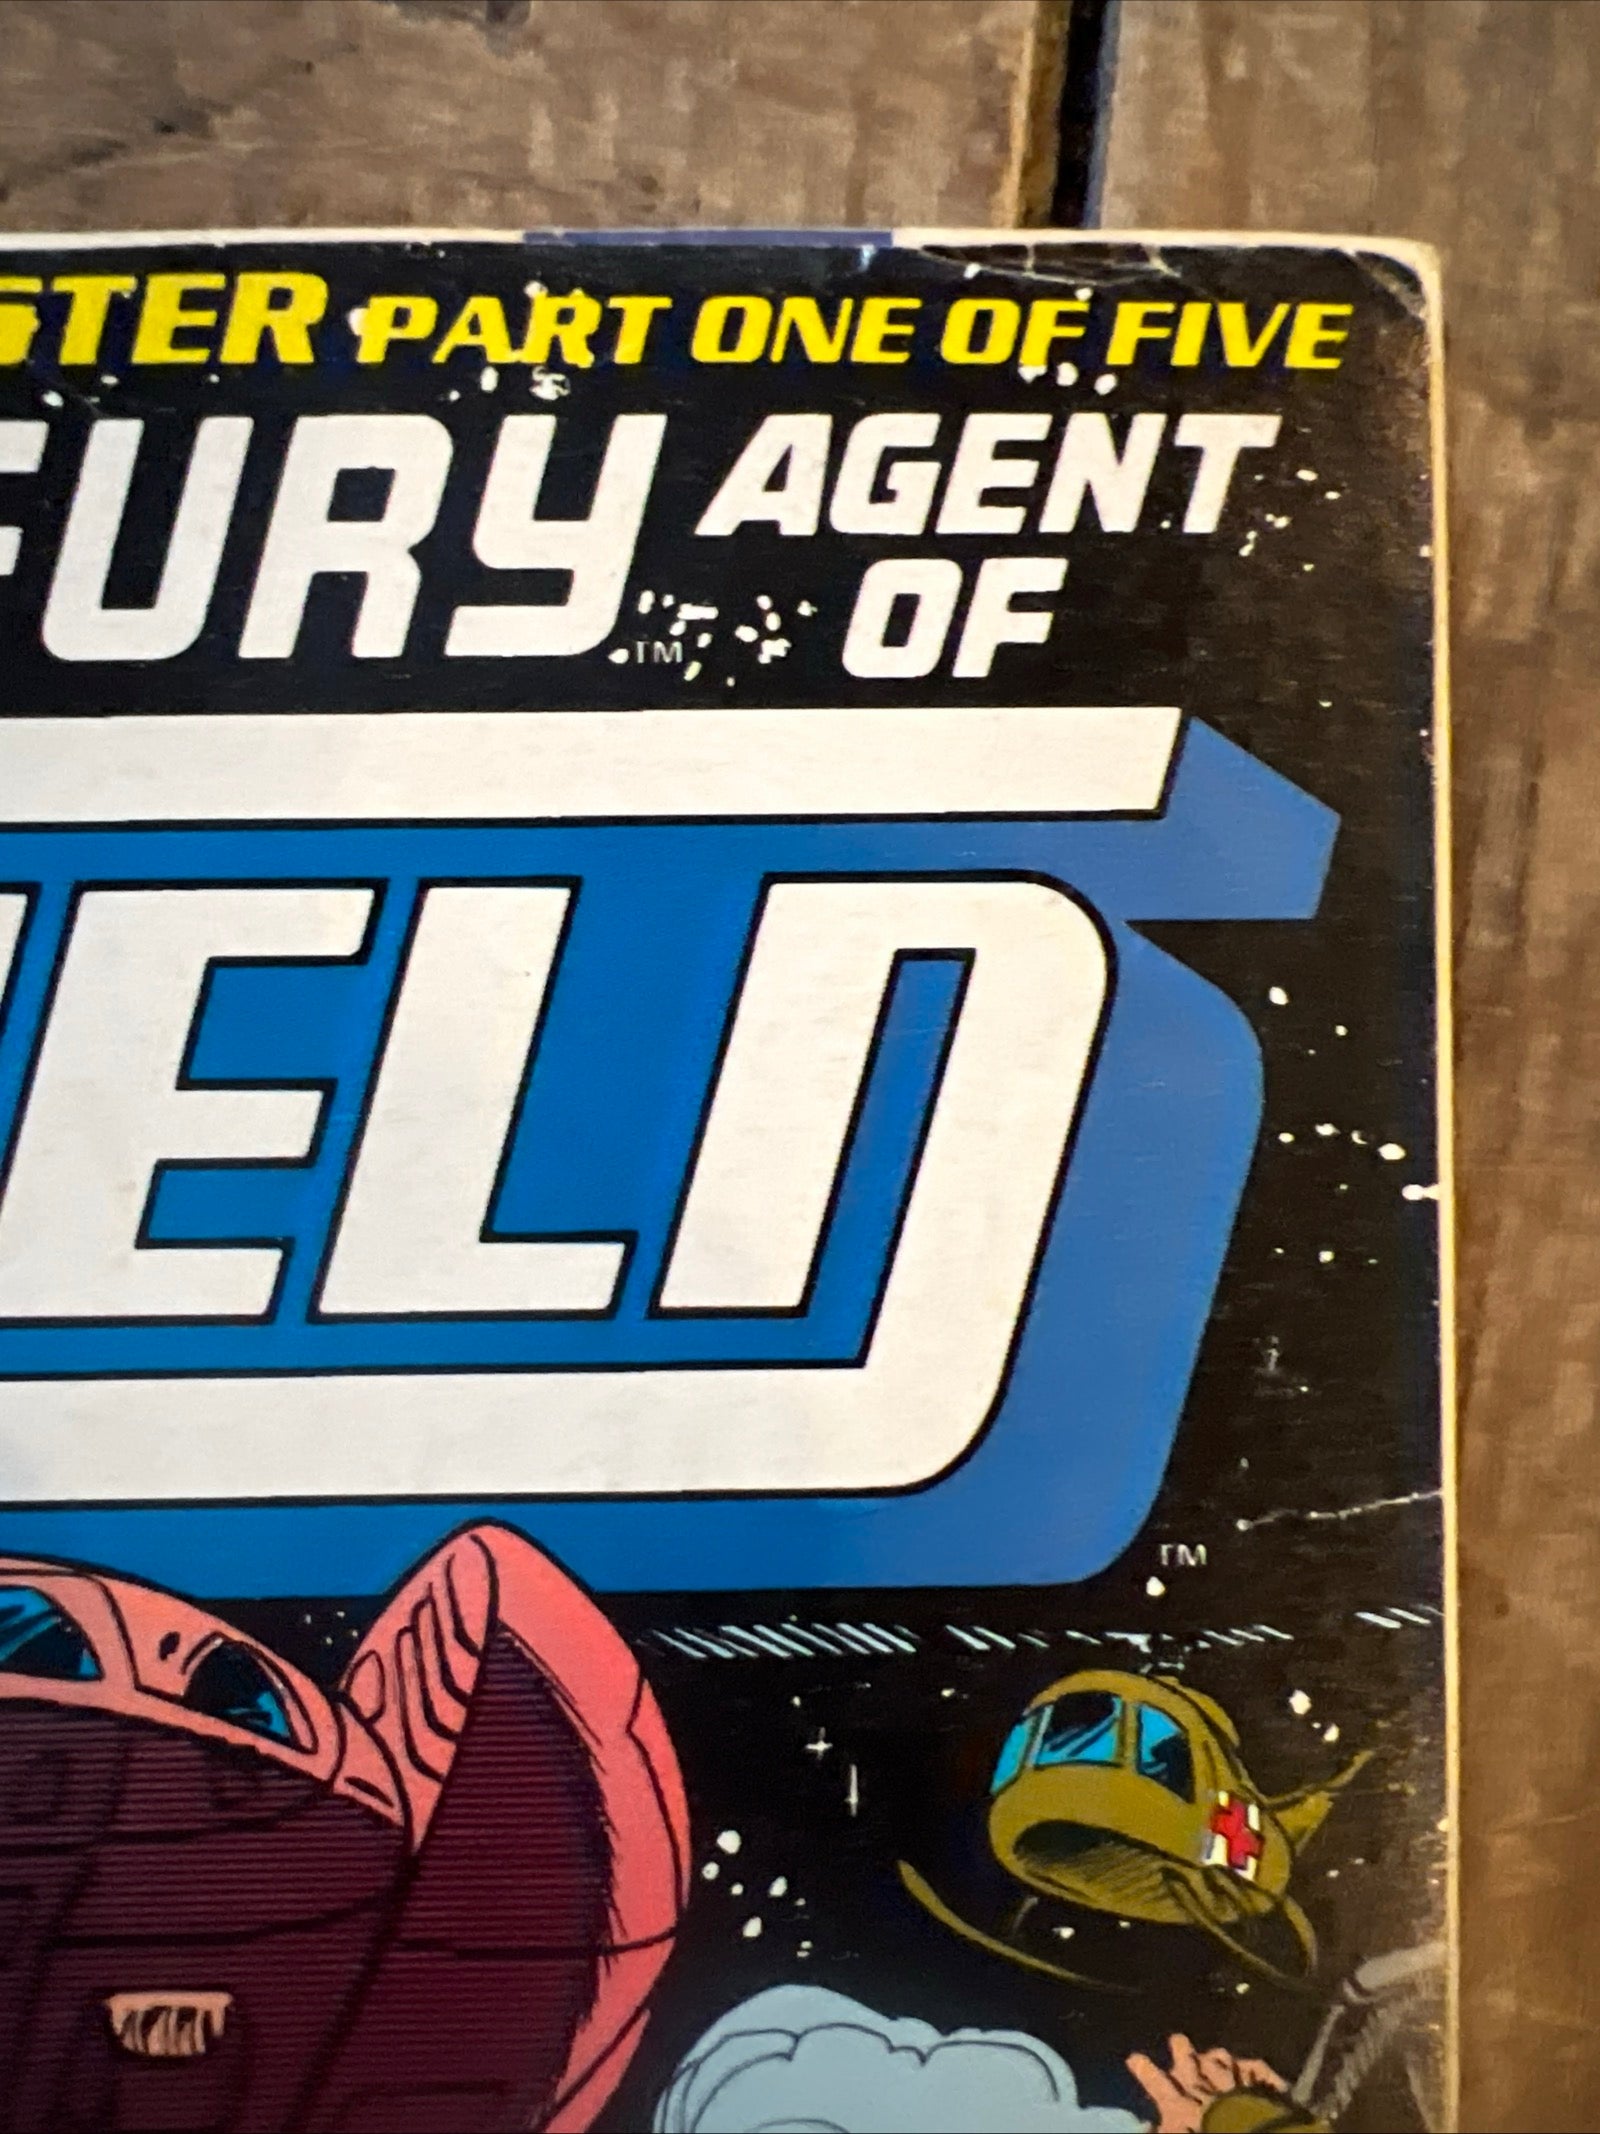 STER PART ONE OF FIVE
FURY AGENT
OF
TM
ELD
TM